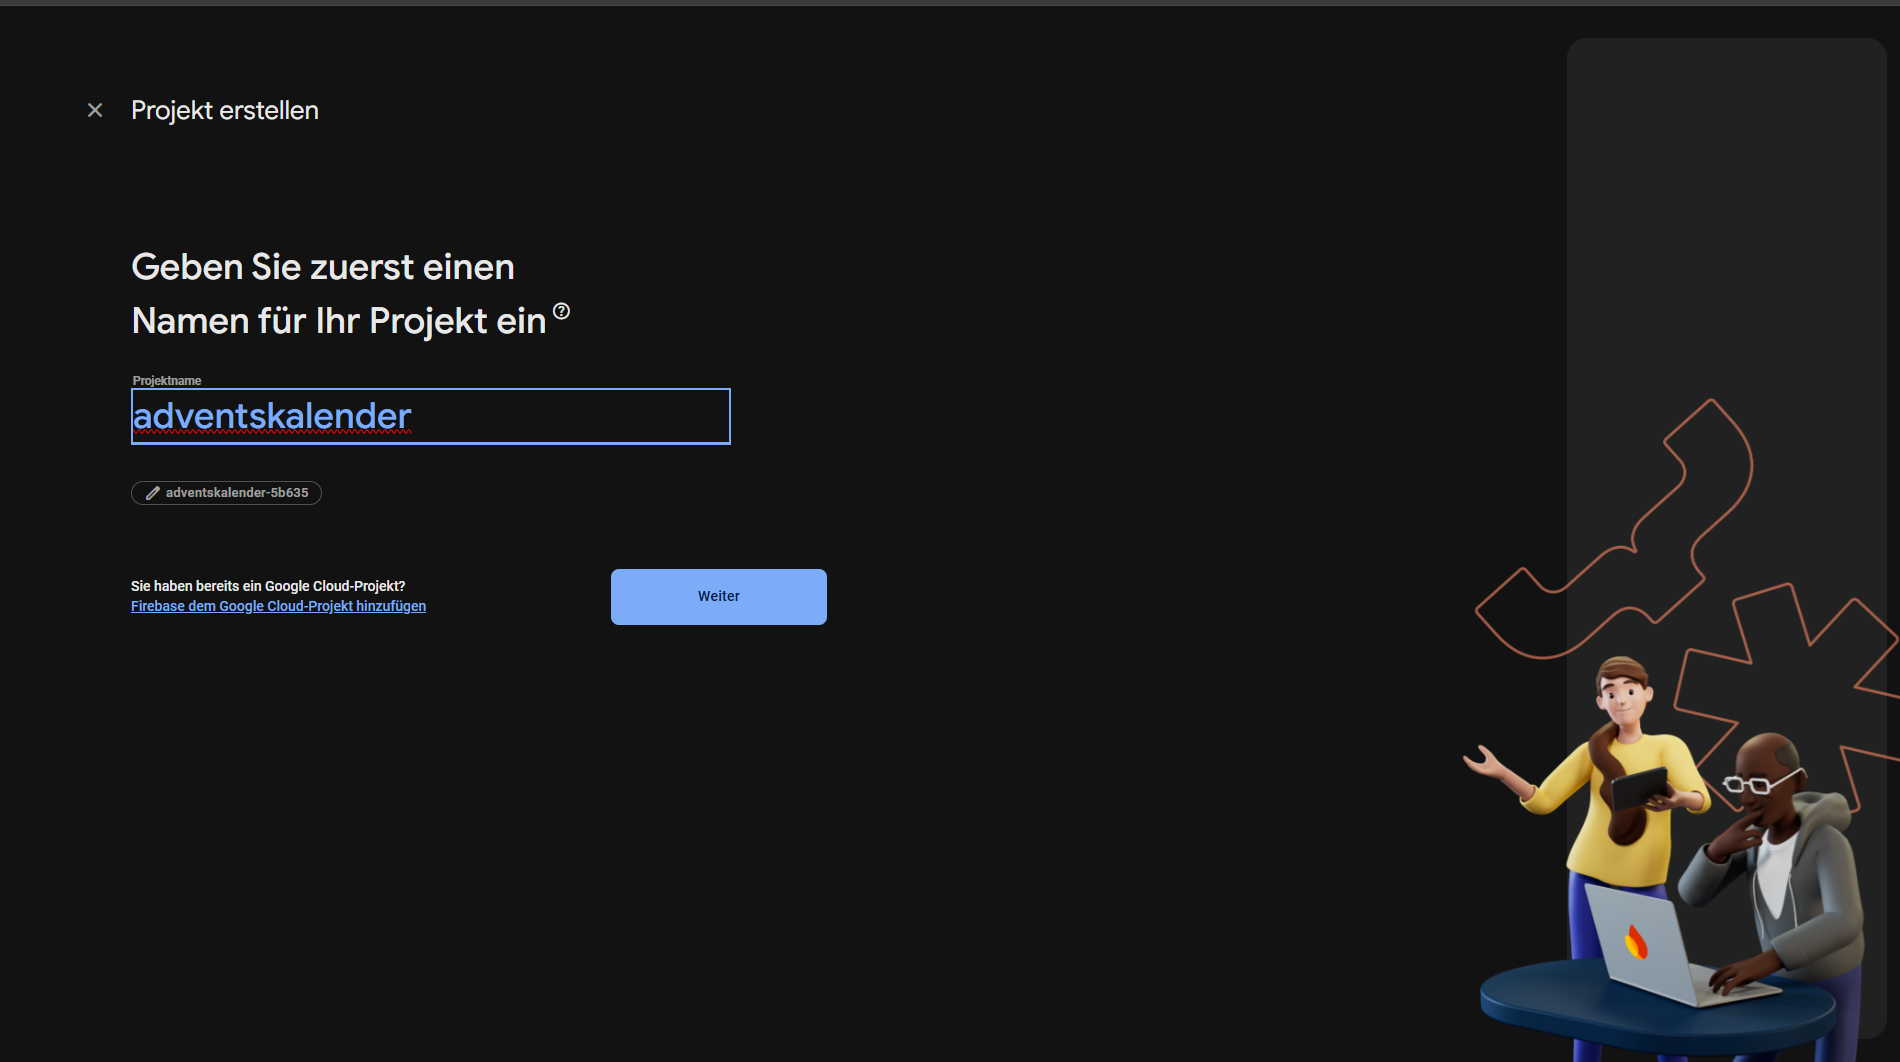 Projekt erstellen
Geben Sie zuerst einen
Namen für Ihr Projekt ein
Projektname
adventskalender
adventskalender-5b635
Sie haben bereits ein Google Cloud-Projekt?
Firebase dem Google Cloud-Projekt hinzufügen
Weiter